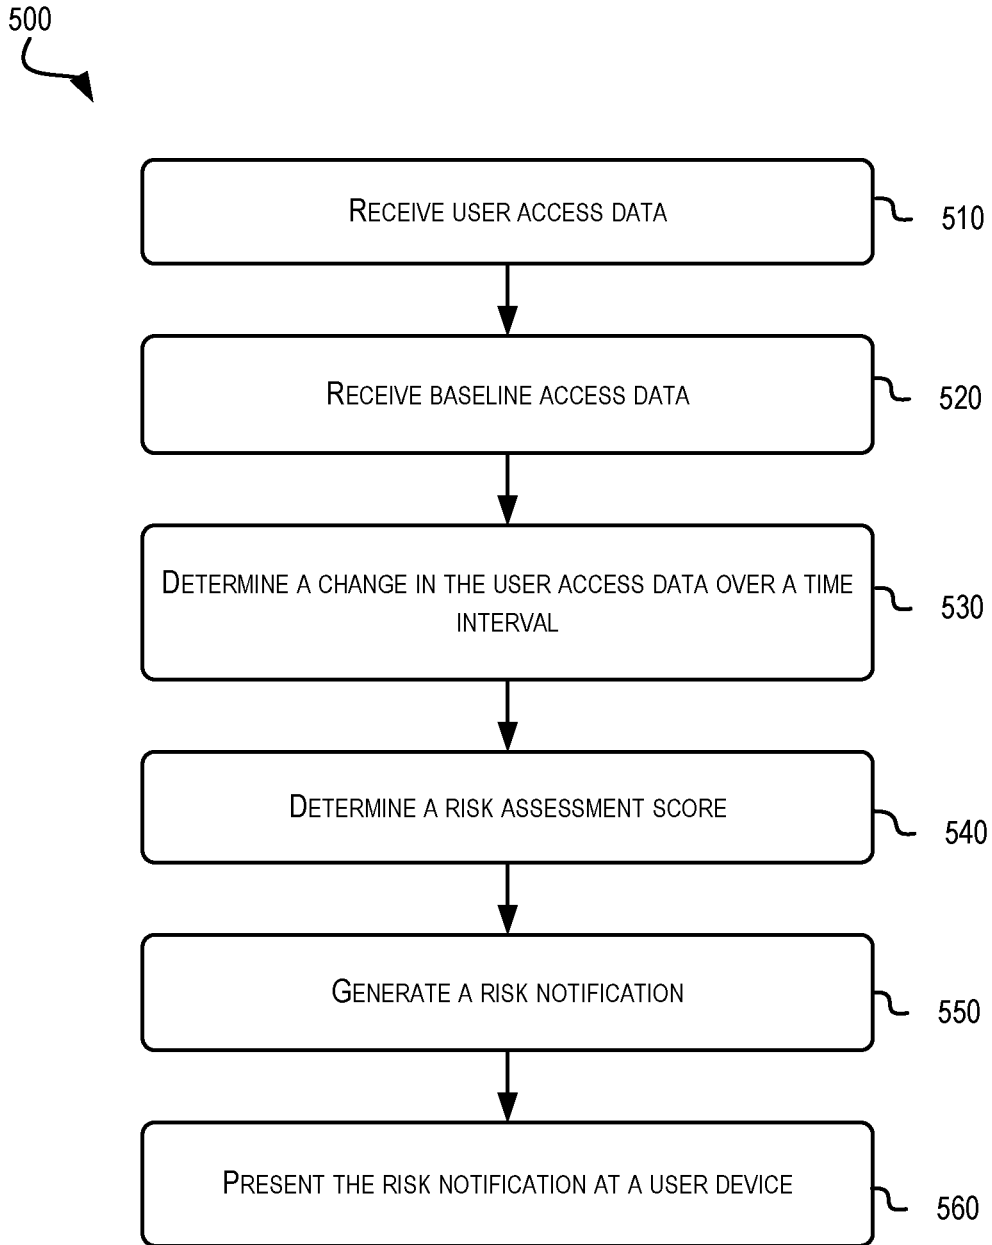 500
RECEIVE USER ACCESS DATA
510
RECEIVE BASELINE ACCESS DATA
520
DETERMINE A CHANGE IN THE USER ACCESS DATA OVER A TIME
INTERVAL
530
DETERMINE A RISK ASSESSMENT SCORE
540
GENERATE A RISK NOTIFICATION
550
PRESENT THE RISK NOTIFICATION AT A USER DEVICE
560